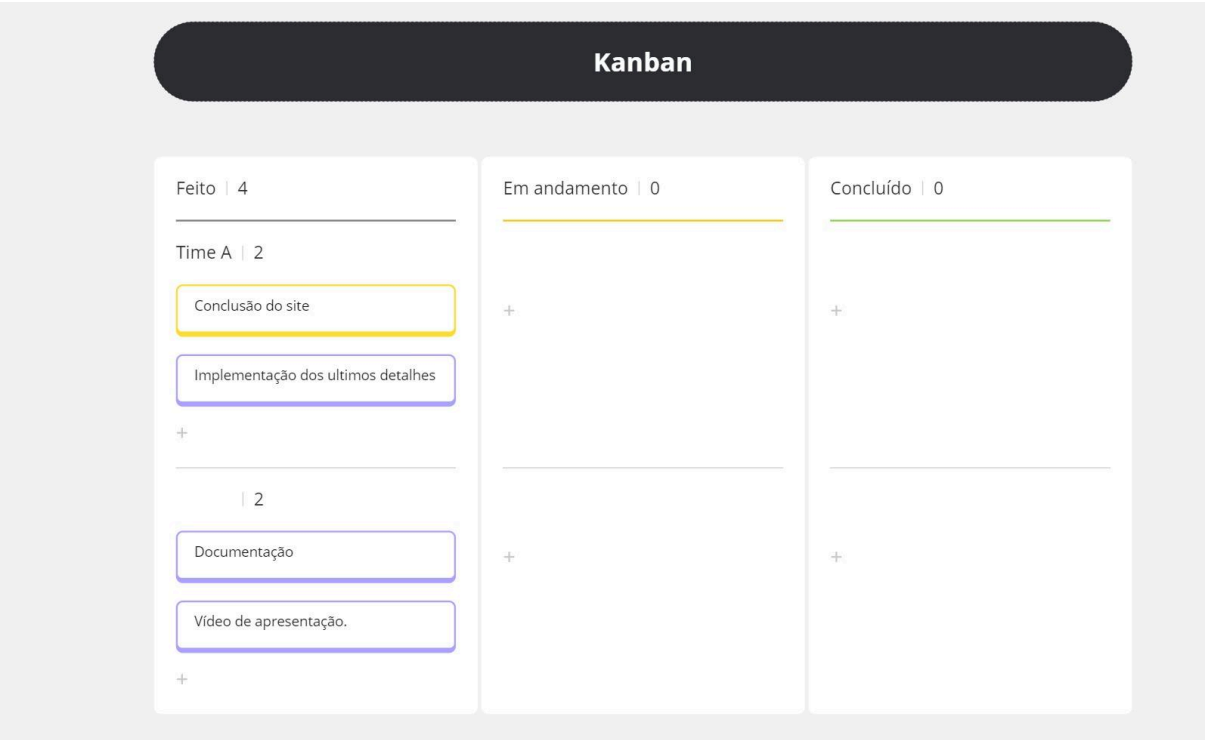 Kanban
Feito | 4
Em andamento | 0
Concluído | 0
Time A | 2
Conclusão do site
+
+
Implementação dos ultimos detalhes
+
| 2
Documentação
+
+
Vídeo de apresentação.
+